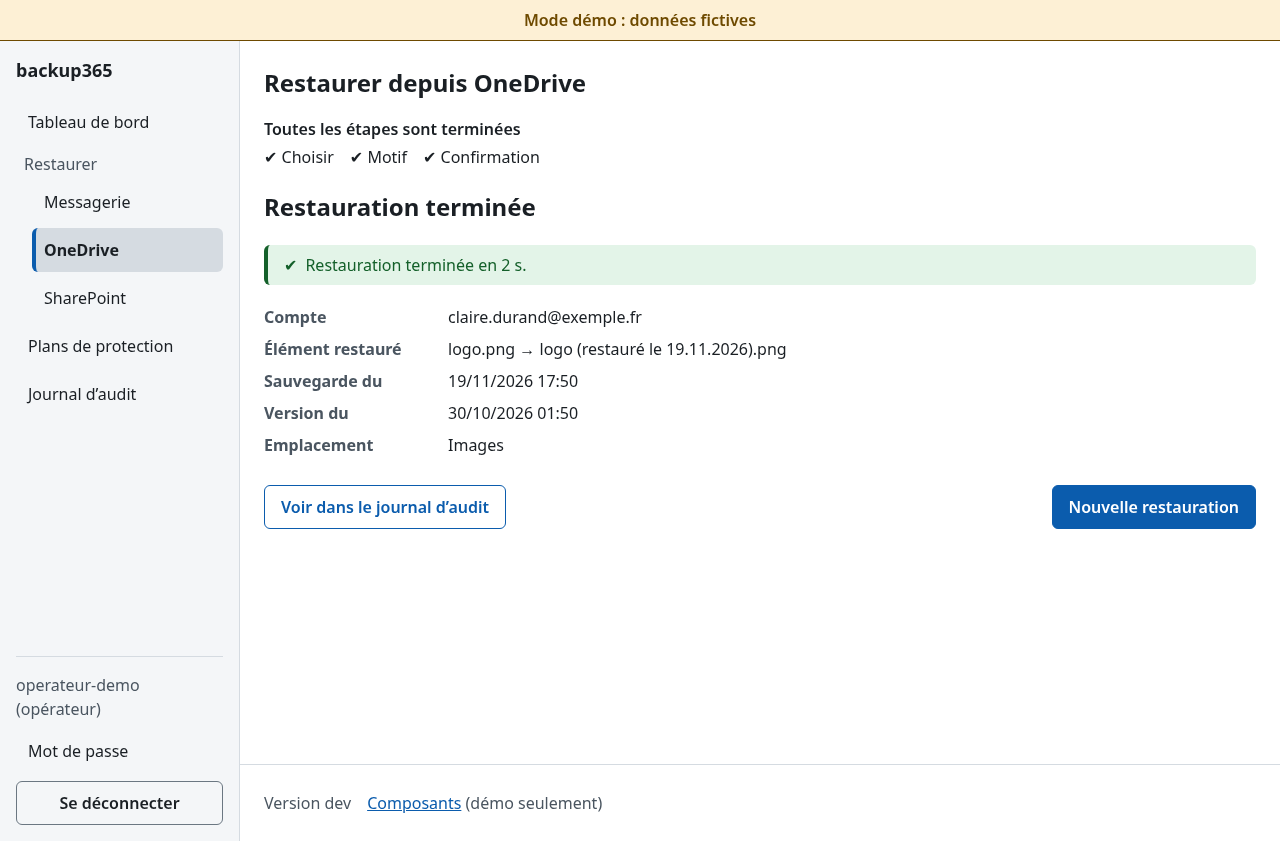 Mode démo : données fictives
backup365
Tableau de bord
Restaurer
Messagerie
OneDrive
SharePoint
Plans de protection
Journal d’audit
operateur-demo
(opérateur)
Mot de passe
Se déconnecter
Restaurer depuis OneDrive
Toutes les étapes sont terminées
✔ Choisir ✔ Motif ✔ Confirmation
Restauration terminée
✔ Restauration terminée en 2 s.
Compte claire.durand@exemple.fr
Élément restauré logo.png → logo (restauré le 19.11.2026).png
Sauvegarde du 19/11/2026 17:50
Version du 30/10/2026 01:50
Emplacement Images
Voir dans le journal d’audit Nouvelle restauration
Version dev Composants (démo seulement)